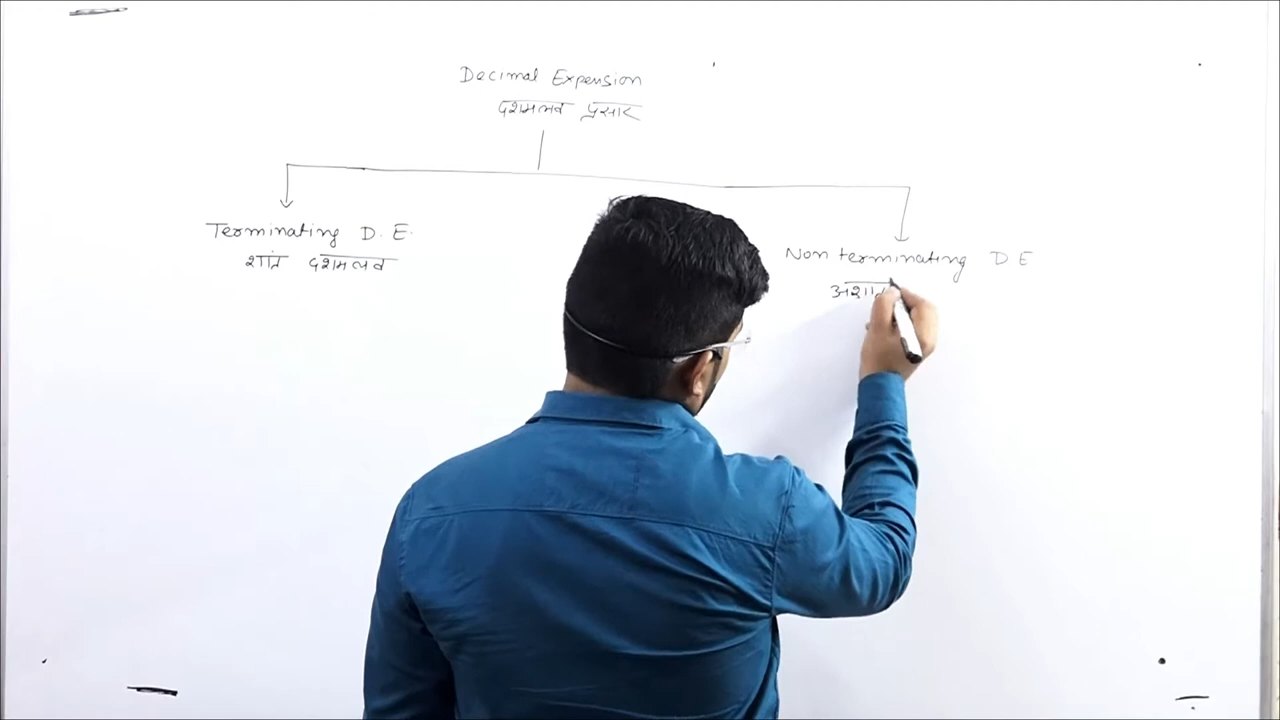 Decimal Expension
दशमलव प्रसार
Terminating D. E.
शांत दशमलव
Non terminating D E